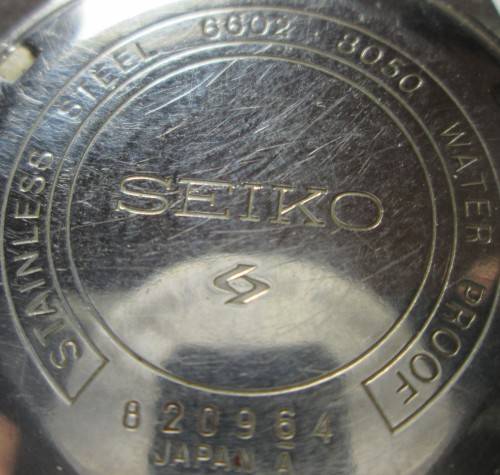 STAINLESS STEEL 6602-8050 WATER PROOF
SEIKO
820964
JAPAN A